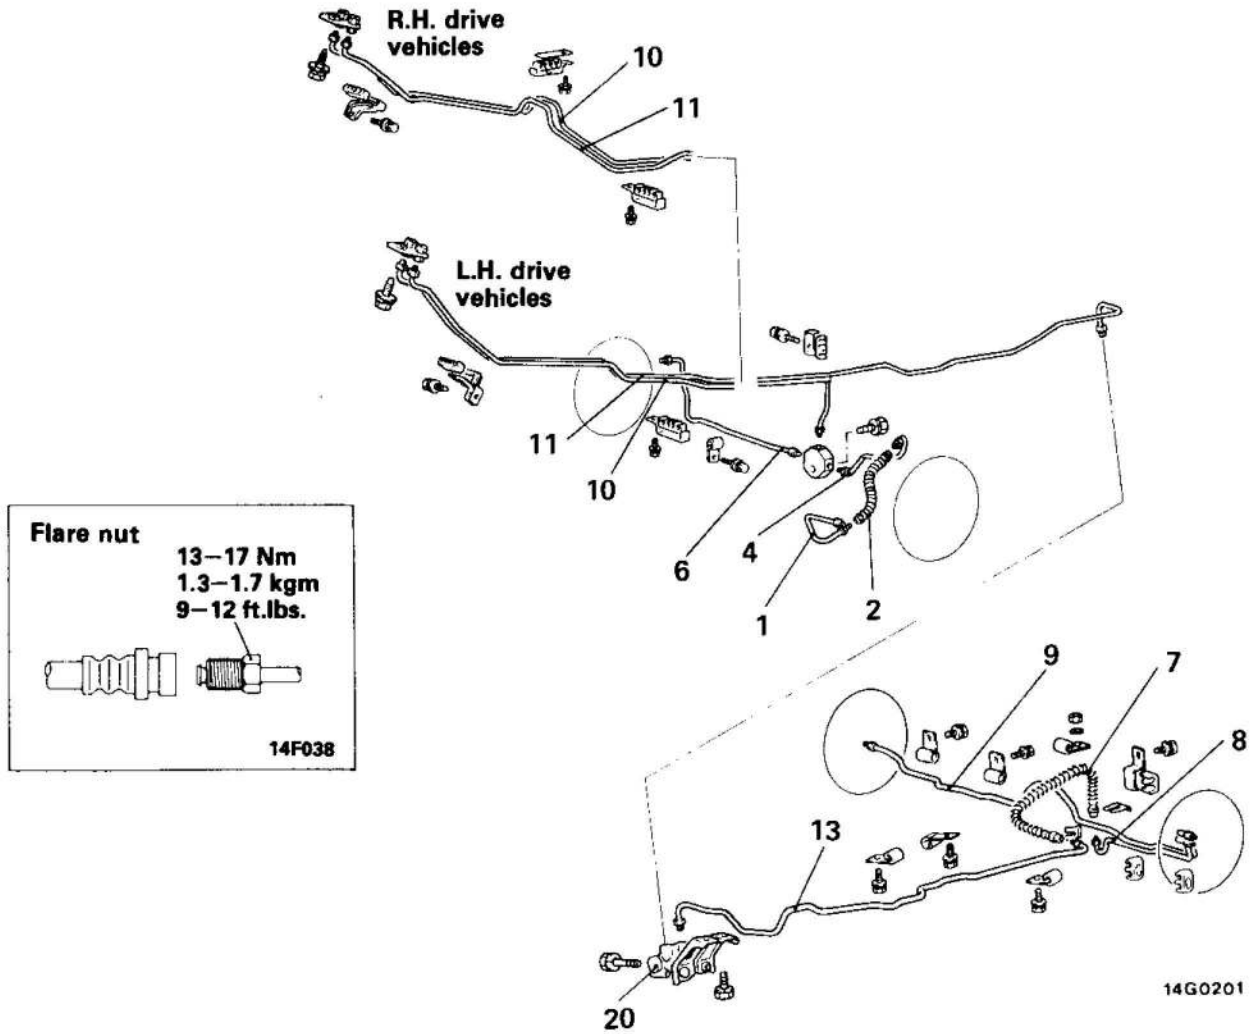 R.H. drive
vehicles
10
11
L.H. drive
vehicles
11
10
6
4
1
2
Flare nut
13–17 Nm
1.3–1.7 kgm
9–12 ft.lbs.
14F038
9
7
8
13
20
14G0201